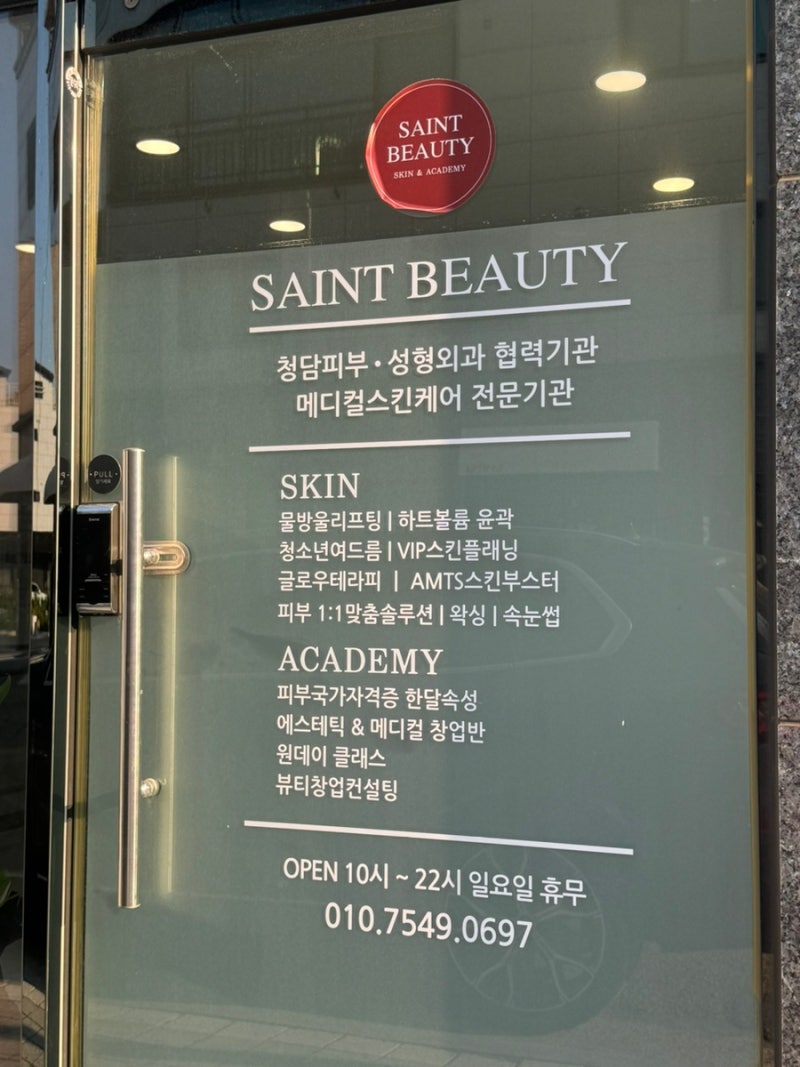 SAINT
BEAUTY
SKIN & ACADEMY
SAINT BEAUTY
청담피부·성형외과 협력기관
메디컬스킨케어 전문기관
PULL
SKIN
물방울리프팅 | 하트볼륨 윤곽
청소년여드름 | VIP스킨플래닝
글로우테라피 | AMTS스킨부스터
피부 1:1맞춤솔루션 | 왁싱 | 속눈썹
ACADEMY
피부국가자격증 한달속성
에스테틱 & 메디컬 창업반
원데이 클래스
뷰티창업컨설팅
OPEN 10시 ~ 22시 일요일 휴무
010.7549.0697